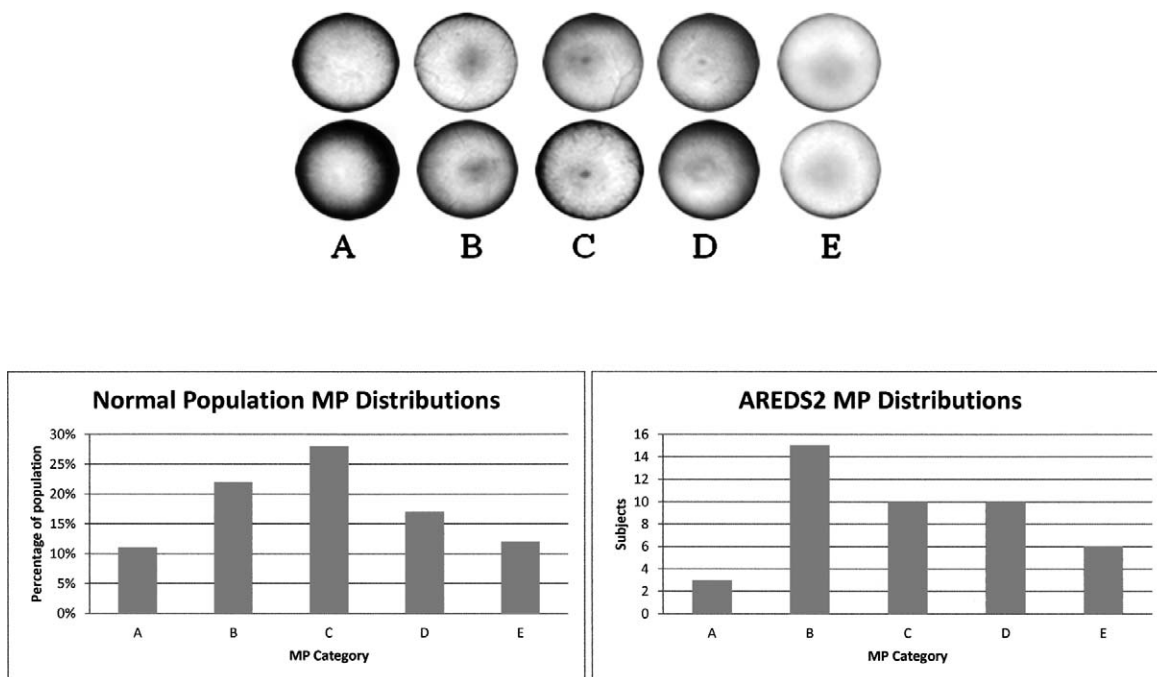 A B C D E
Normal Population MP Distributions
Percentage of population
30%
25%
20%
15%
10%
5%
0%
A B C D E
MP Category
AREDS2 MP Distributions
Subjects
16
14
12
10
8
6
4
2
0
A B C D E
MP Category